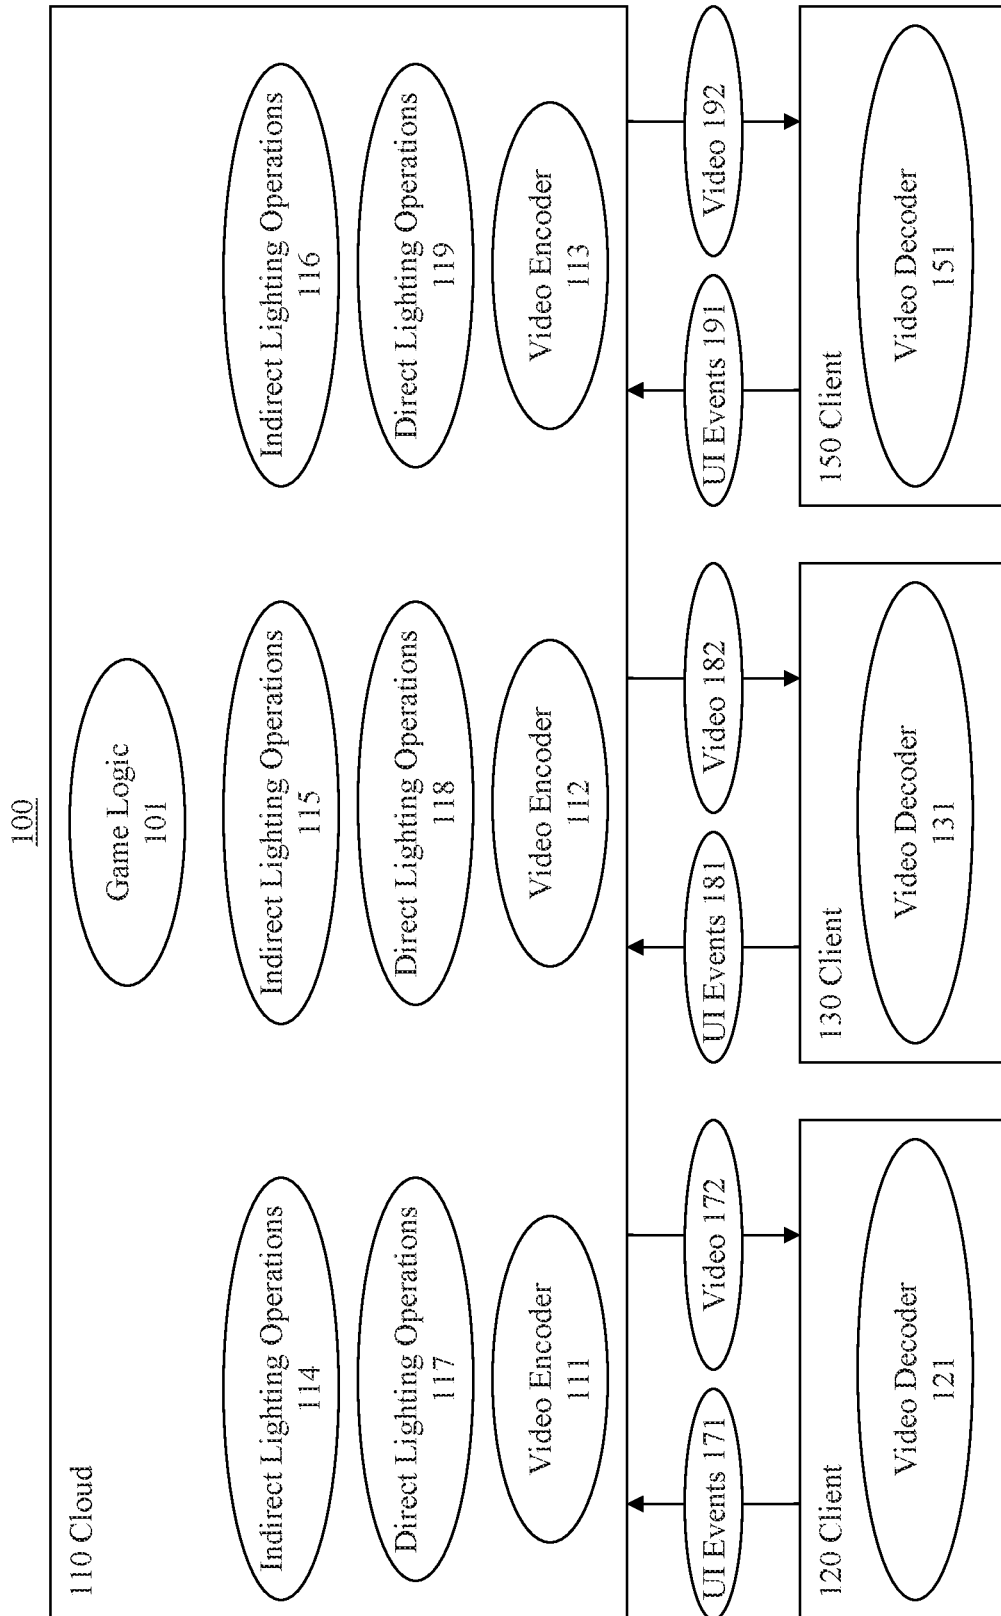 100
110 Cloud
Game Logic
101
Indirect Lighting Operations
114
Indirect Lighting Operations
115
Indirect Lighting Operations
116
Direct Lighting Operations
117
Direct Lighting Operations
118
Direct Lighting Operations
119
Video Encoder
111
Video Encoder
112
Video Encoder
113
UI Events 171
Video 172
UI Events 181
Video 182
UI Events 191
Video 192
120 Client
Video Decoder
121
130 Client
Video Decoder
131
150 Client
Video Decoder
151